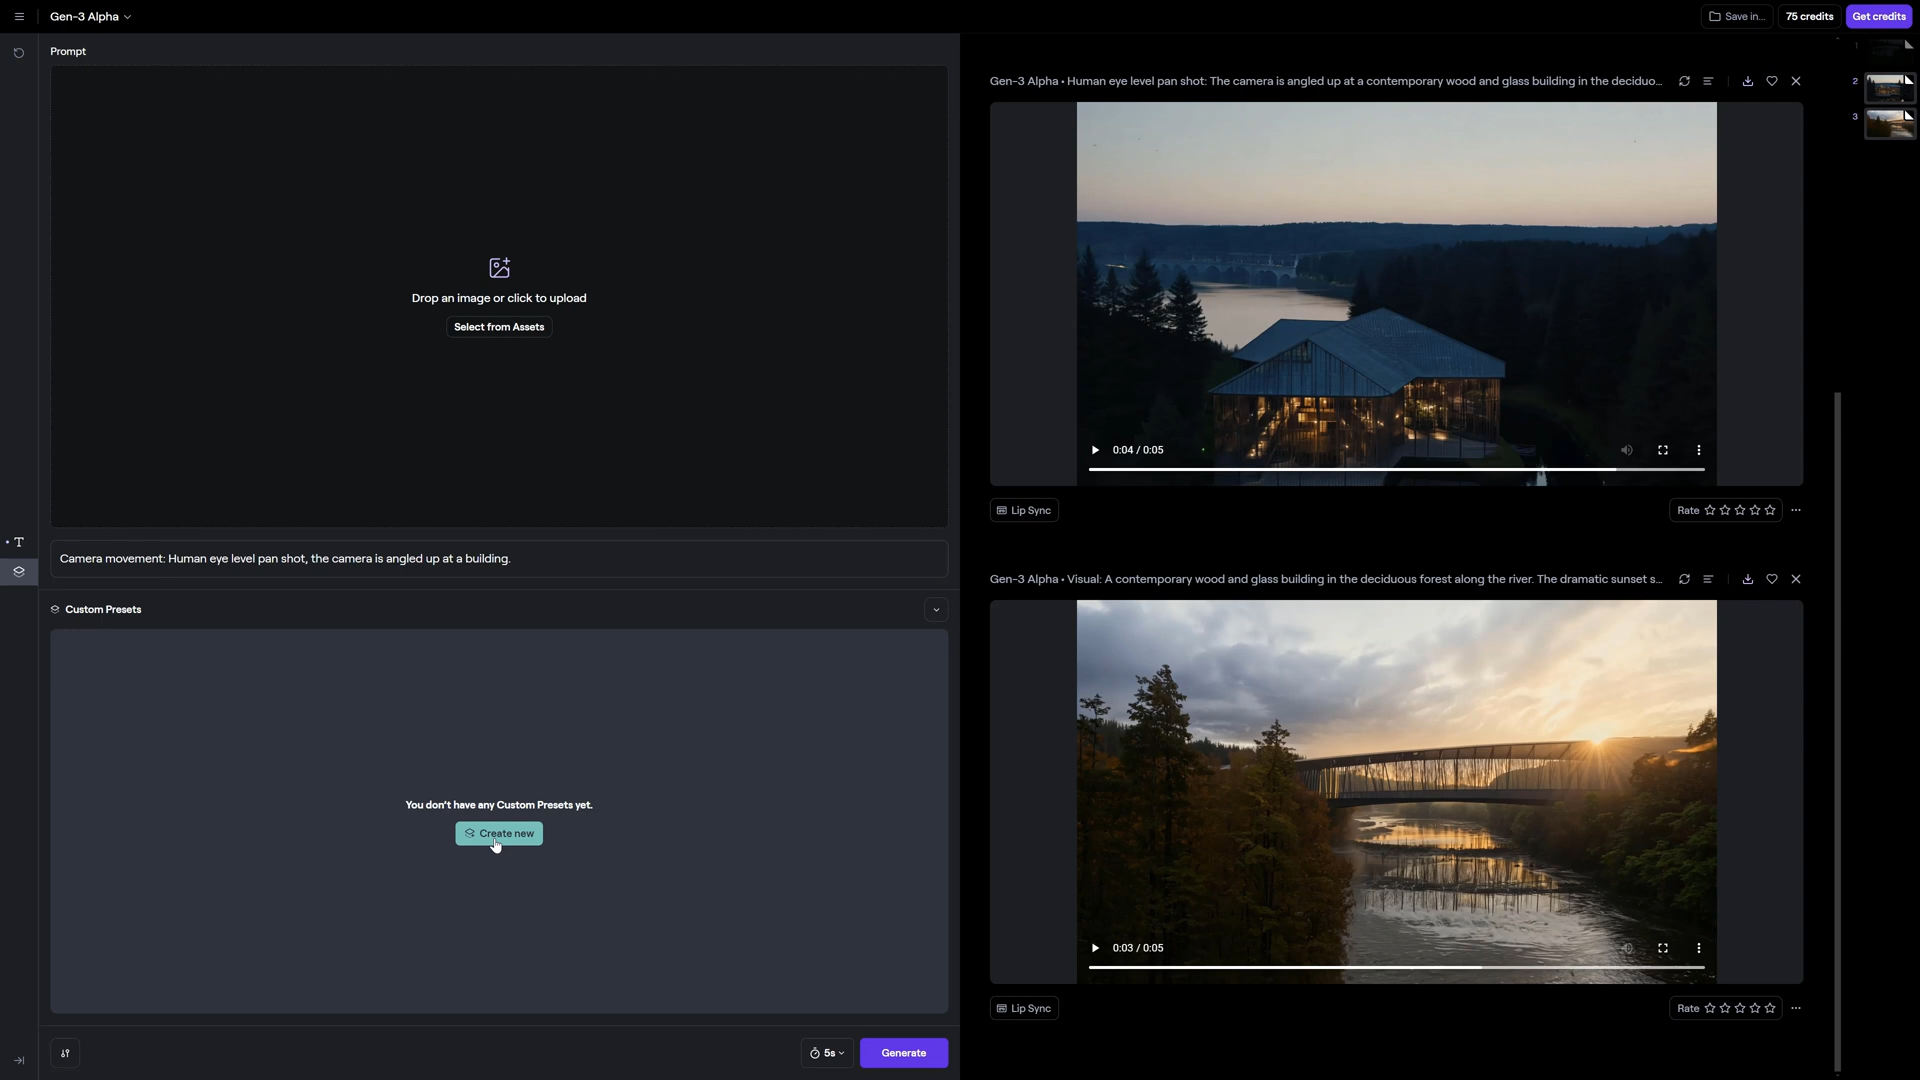 Gen-3 Alpha
Save in...
75 credits
Get credits
Prompt
Drop an image or click to upload
Select from Assets
Camera movement: Human eye level pan shot, the camera is angled up at a building.
Custom Presets
You don't have any Custom Presets yet.
Create new
5s
Generate
Gen-3 Alpha • Human eye level pan shot: The camera is angled up at a contemporary wood and glass building in the deciduo...
0:04 / 0:05
Lip Sync
Rate
Gen-3 Alpha • Visual: A contemporary wood and glass building in the deciduous forest along the river. The dramatic sunset s...
0:03 / 0:05
Lip Sync
Rate
1
2
3